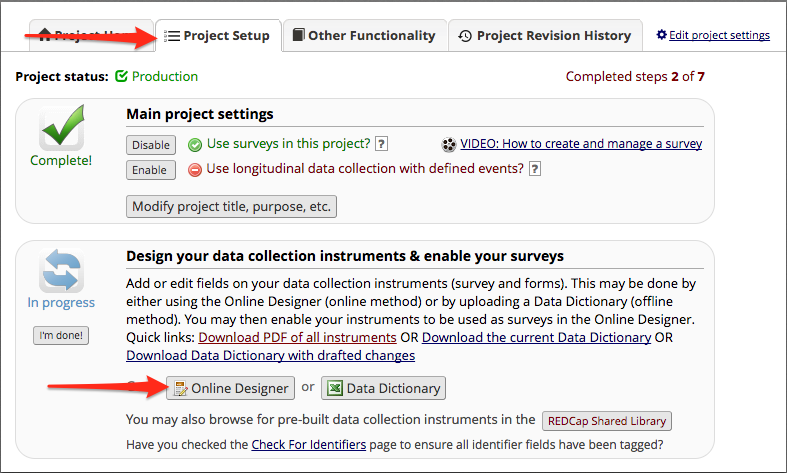 Project
Project Setup
Other Functionality
Project Revision History
Edit project settings
Project status: Production
Completed steps 2 of 7
Main project settings
Complete!
Disable
Use surveys in this project? ?
VIDEO: How to create and manage a survey
Enable
Use longitudinal data collection with defined events? ?
Modify project title, purpose, etc.
Design your data collection instruments & enable your surveys
In progress
I'm done!
Add or edit fields on your data collection instruments (survey and forms). This may be done by
either using the Online Designer (online method) or by uploading a Data Dictionary (offline
method). You may then enable your instruments to be used as surveys in the Online Designer.
Quick links: Download PDF of all instruments OR Download the current Data Dictionary OR
Download Data Dictionary with drafted changes
Online Designer or Data Dictionary
You may also browse for pre-built data collection instruments in the REDCap Shared Library
Have you checked the Check For Identifiers page to ensure all identifier fields have been tagged?